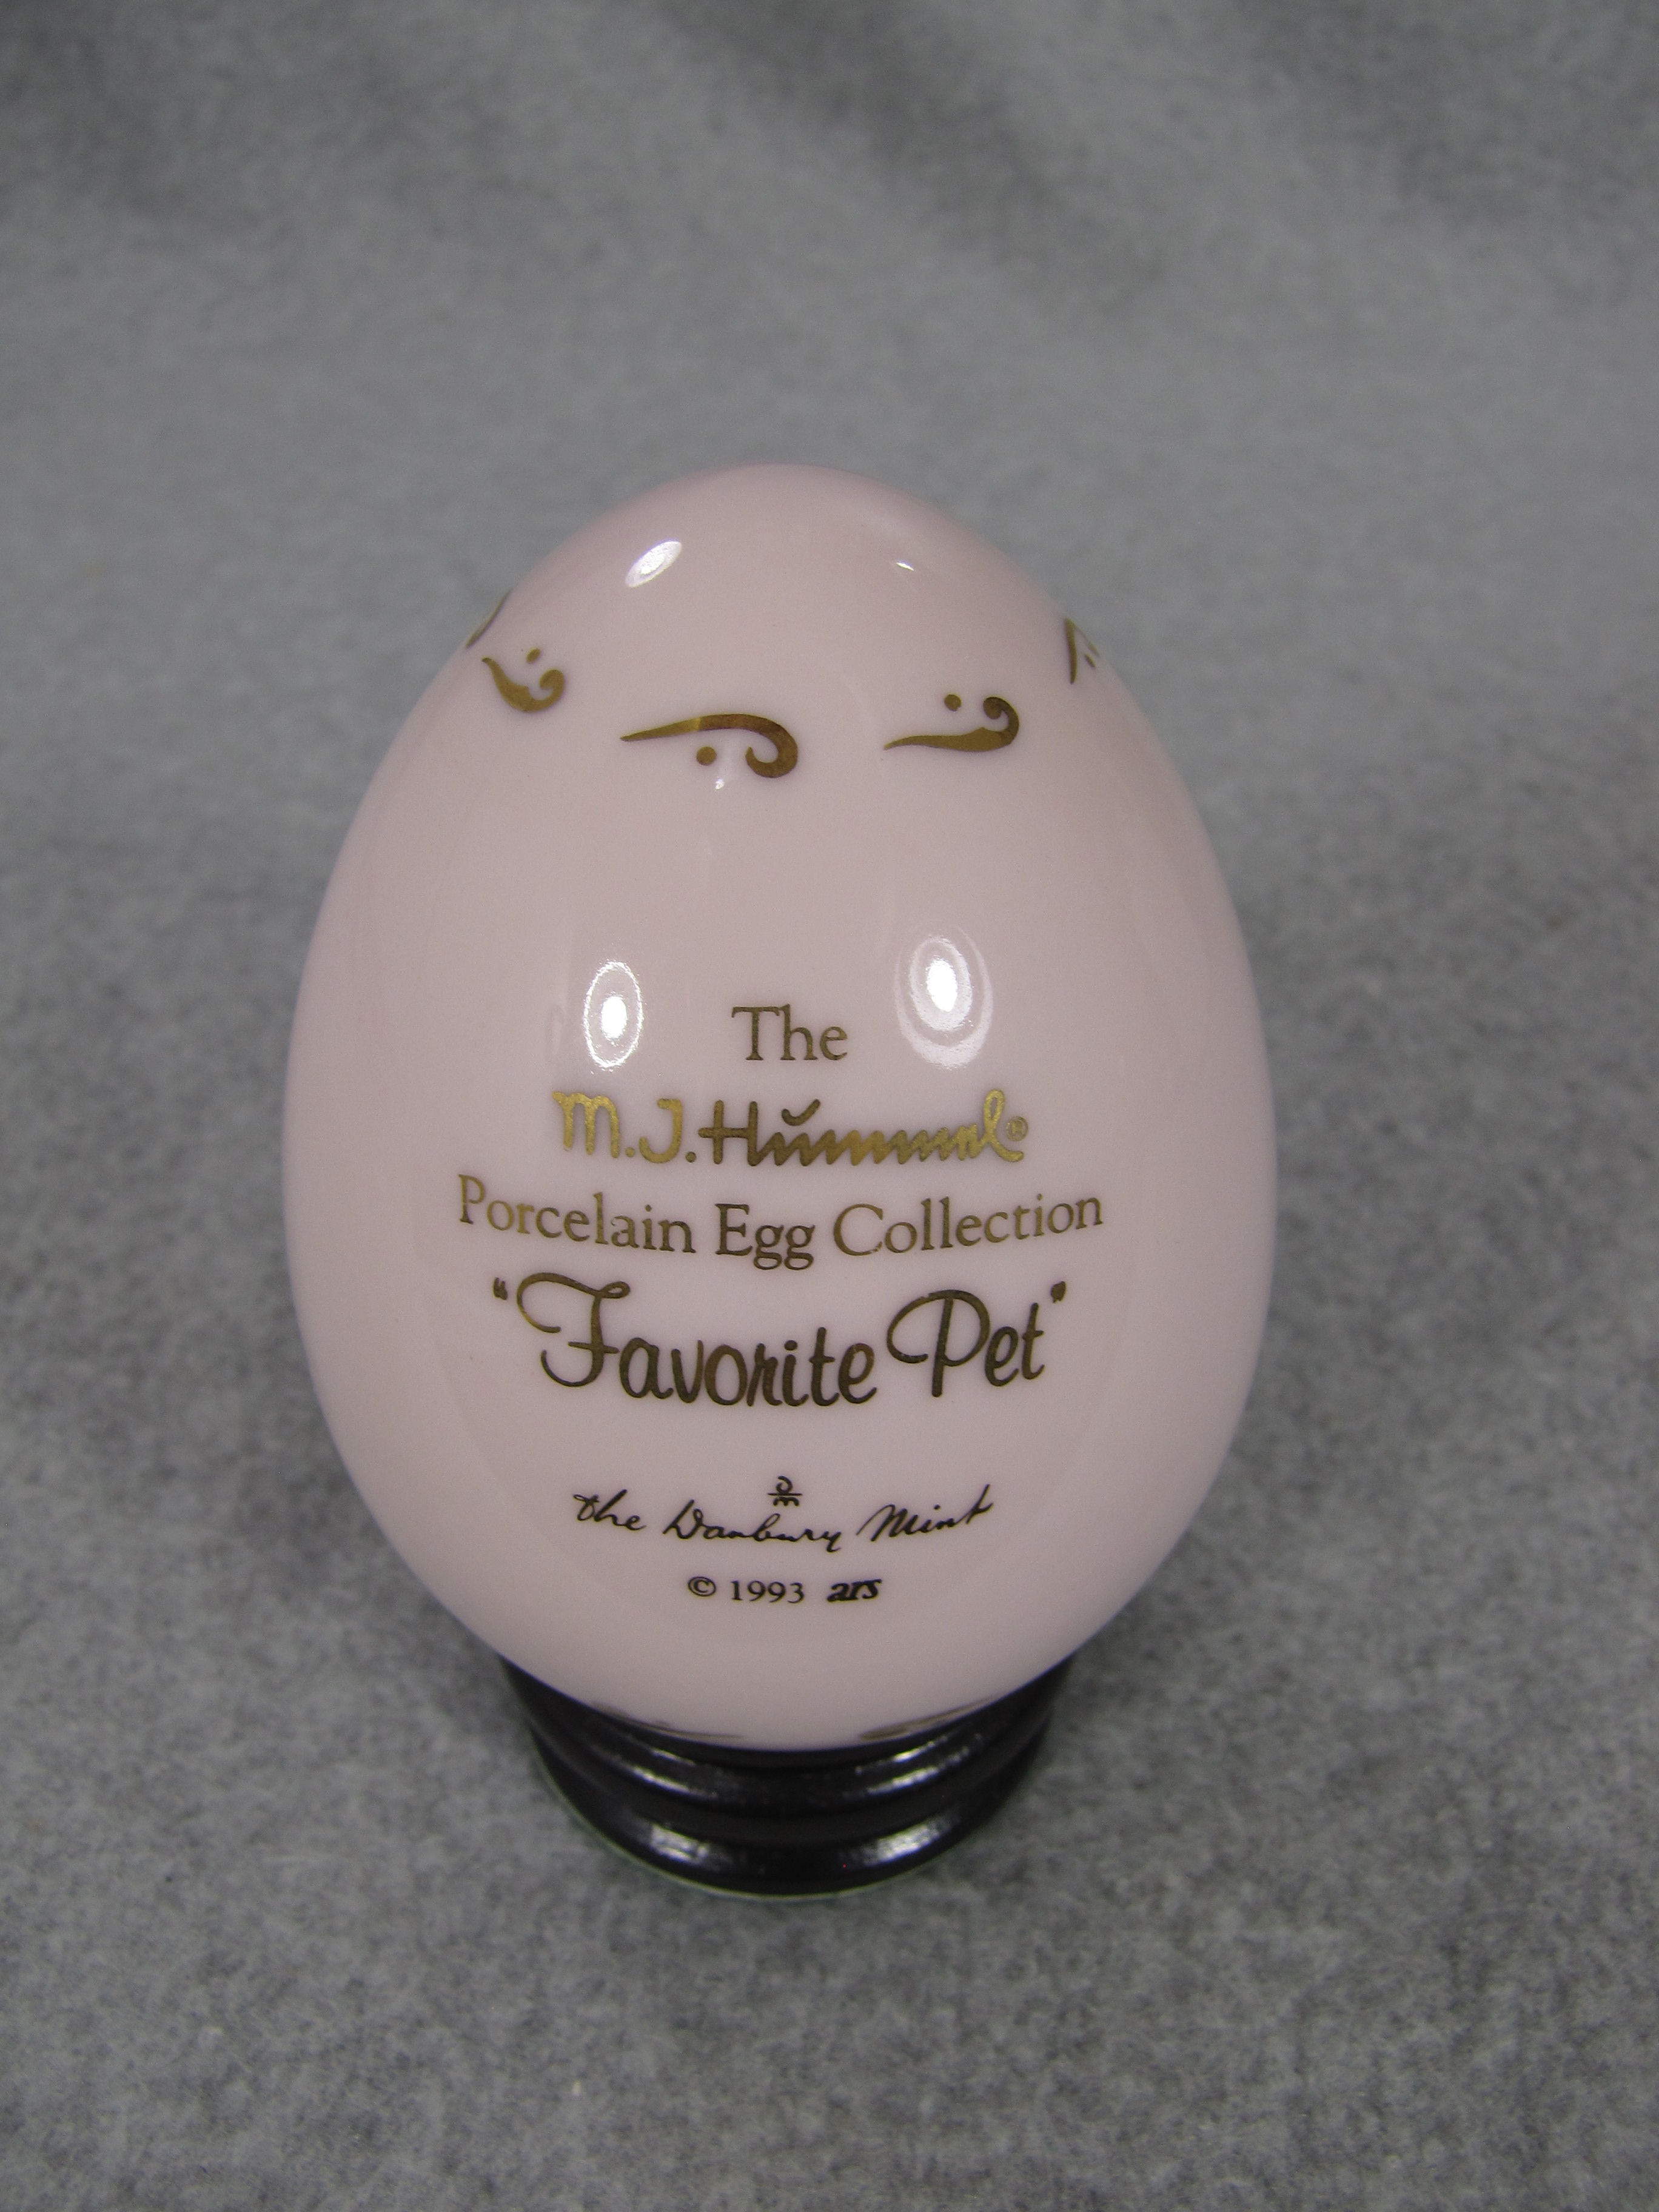 The
M.J. Hummel®
Porcelain Egg Collection
"Favorite Pet"
The Danbury Mint
© 1993 ars